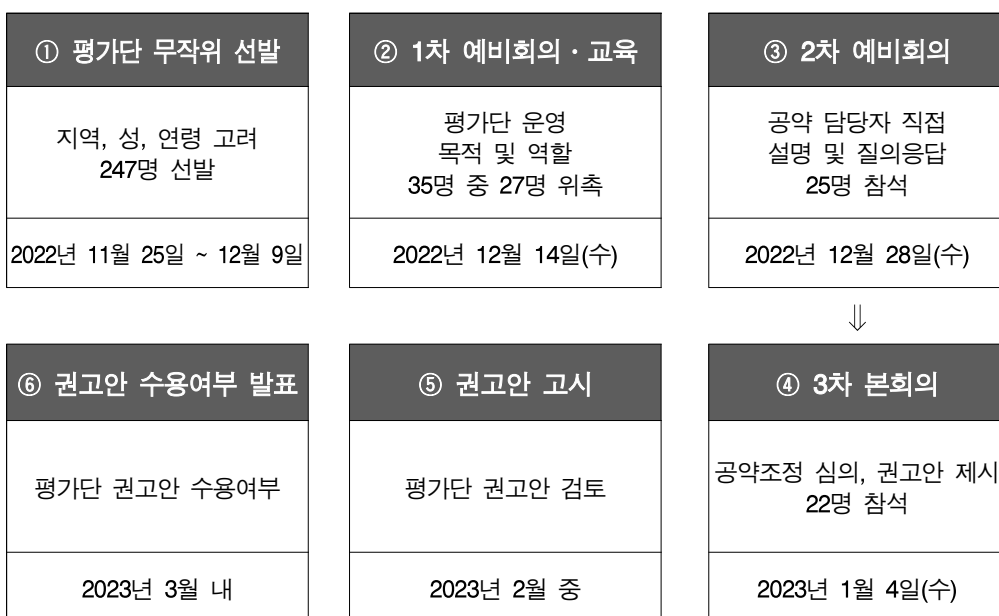 ① 평가단 무작위 선발
지역, 성, 연령 고려
247명 선발
2022년 11월 25일 ~ 12월 9일
② 1차 예비회의·교육
평가단 운영
목적 및 역할
35명 중 27명 위촉
2022년 12월 14일(수)
③ 2차 예비회의
공약 담당자 직접
설명 및 질의응답
25명 참석
2022년 12월 28일(수)
⇓
④ 3차 본회의
공약조정 심의, 권고안 제시
22명 참석
2023년 1월 4일(수)
⑤ 권고안 고시
평가단 권고안 검토
2023년 2월 중
⑥ 권고안 수용여부 발표
평가단 권고안 수용여부
2023년 3월 내